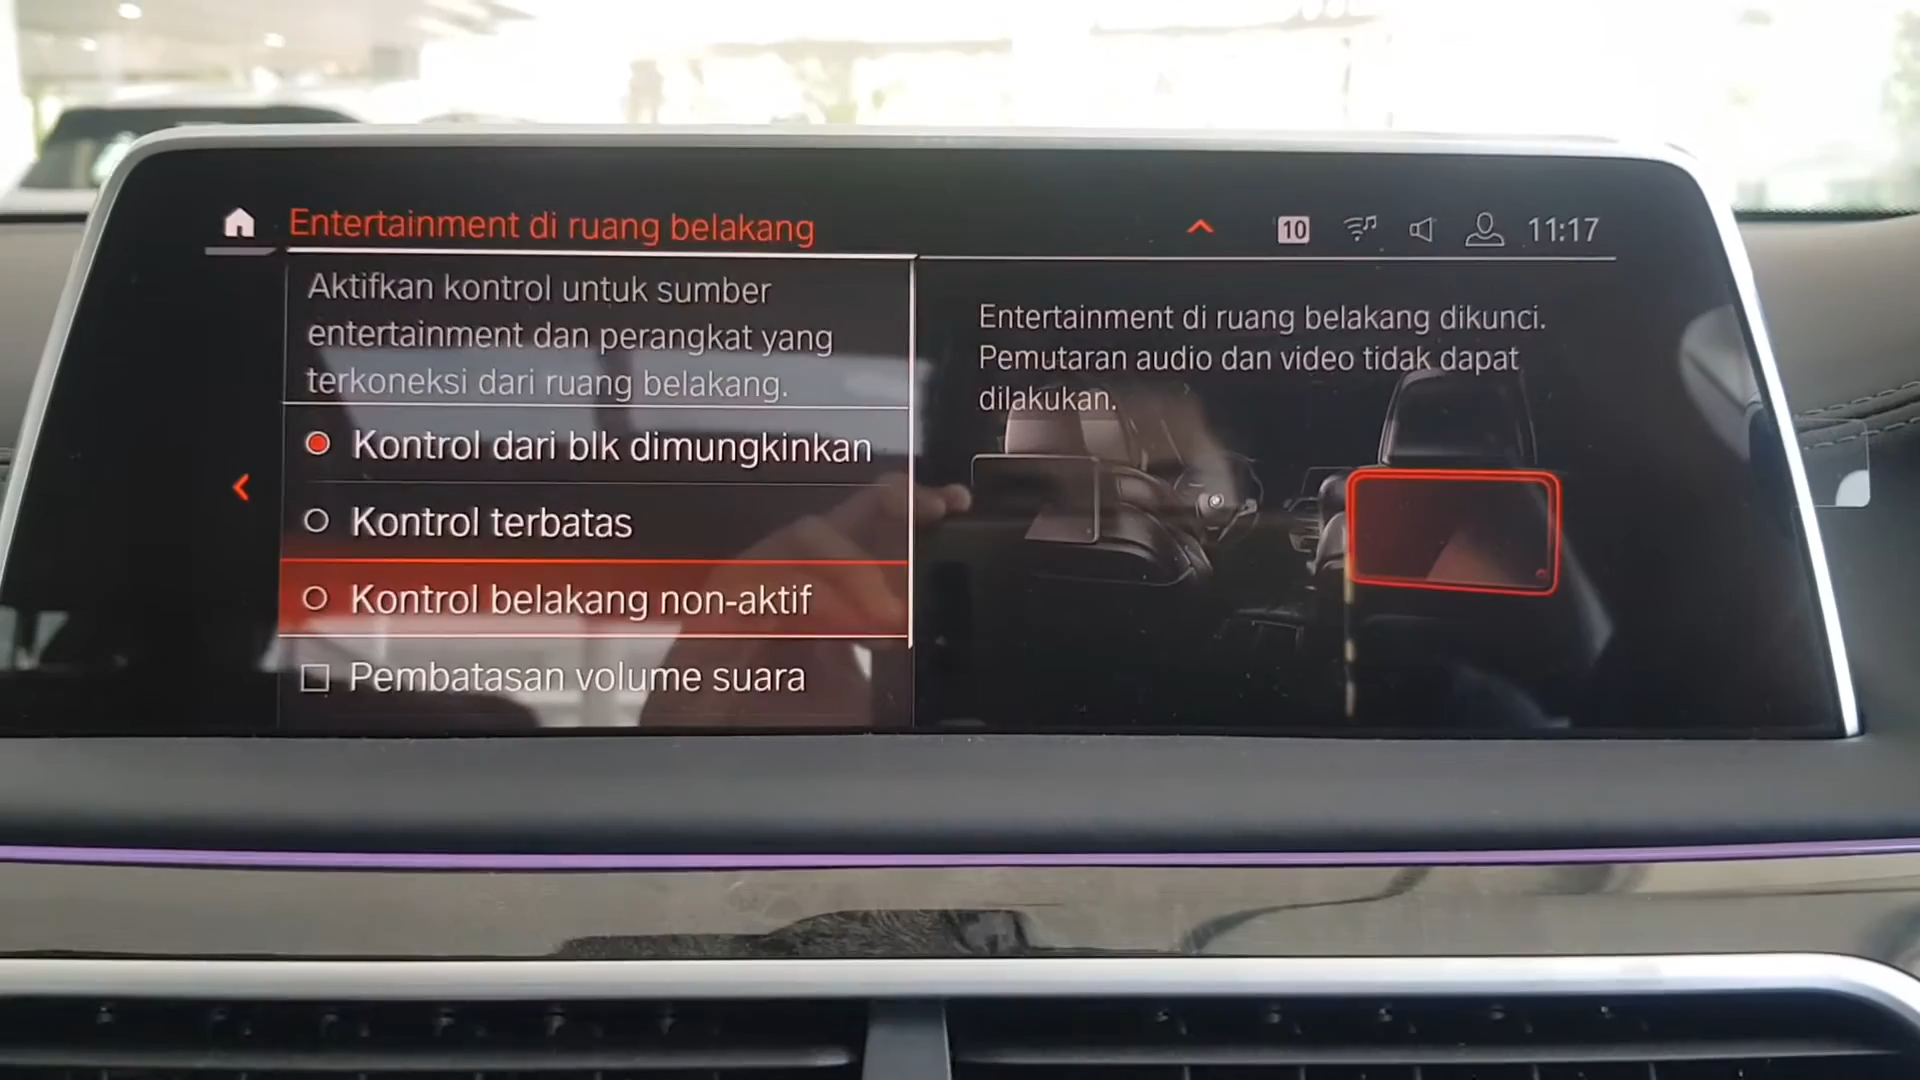 Entertainment di ruang belakang
10
11:17
Aktifkan kontrol untuk sumber
entertainment dan perangkat yang
terkoneksi dari ruang belakang.
Kontrol dari blk dimungkinkan
Kontrol terbatas
Kontrol belakang non-aktif
Pembatasan volume suara
Entertainment di ruang belakang dikunci.
Pemutaran audio dan video tidak dapat
dilakukan.